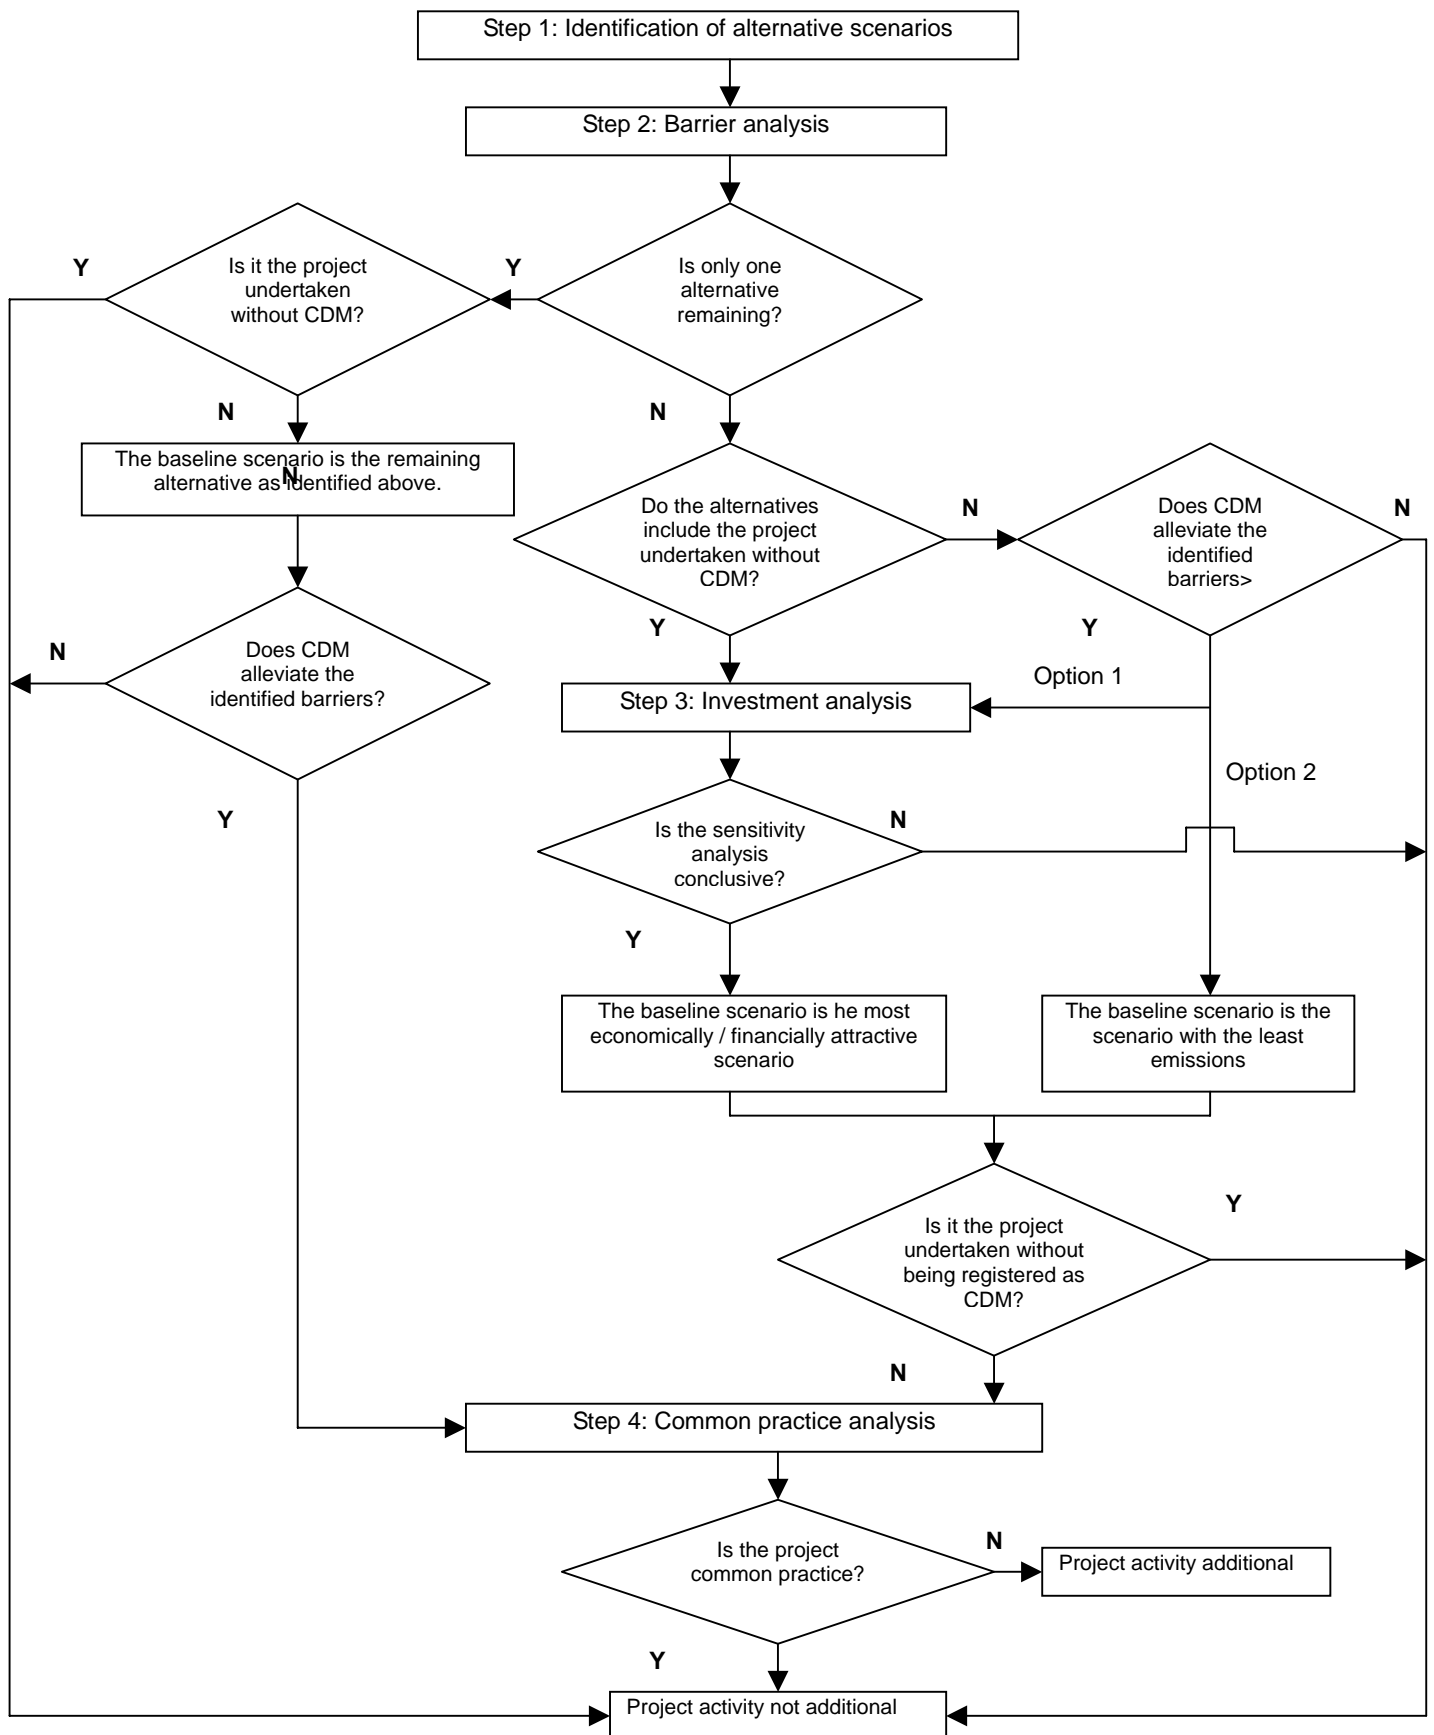 Step 1: Identification of alternative scenarios
Step 2: Barrier analysis
Y
Is it the project
undertaken
without CDM?
Y
Is only one
alternative
remaining?
N
N
The baseline scenario is the remaining
alternative as identified above.
N
Do the alternatives
include the project
undertaken without
CDM?
N
Does CDM
alleviate the
identified
barriers>
N
N
Does CDM
alleviate the
identified barriers?
Y
Y
Option 1
Step 3: Investment analysis
Option 2
Y
Is the sensitivity
analysis
conclusive?
N
Y
The baseline scenario is he most
economically / financially attractive
scenario
The baseline scenario is the
scenario with the least
emissions
Is it the project
undertaken without
being registered as
CDM?
Y
N
Step 4: Common practice analysis
Is the project
common practice?
N
Project activity additional
Y
Project activity not additional